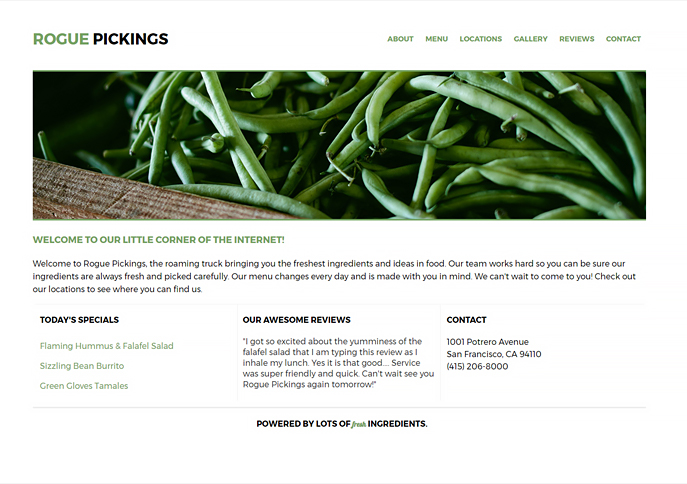 ROGUE PICKINGS
ABOUT MENU LOCATIONS GALLERY REVIEWS CONTACT
WELCOME TO OUR LITTLE CORNER OF THE INTERNET!
Welcome to Rogue Pickings, the roaming truck bringing you the freshest ingredients and ideas in food. Our team works hard so you can be sure our
ingredients are always fresh and picked carefully. Our menu changes every day and is made with you in mind. We can't wait to come to you! Check out
our locations to see where you can find us.
TODAY'S SPECIALS
Flaming Hummus & Falafel Salad
Sizzling Bean Burrito
Green Gloves Tamales
OUR AWESOME REVIEWS
"I got so excited about the yumminess of the
falafel salad that I am typing this review as I
inhale my lunch. Yes it is that good.... Service
was super friendly and quick. Can't wait see you
Rogue Pickings again tomorrow!"
CONTACT
1001 Potrero Avenue
San Francisco, CA 94110
(415) 206-8000
POWERED BY LOTS OF fresh INGREDIENTS.